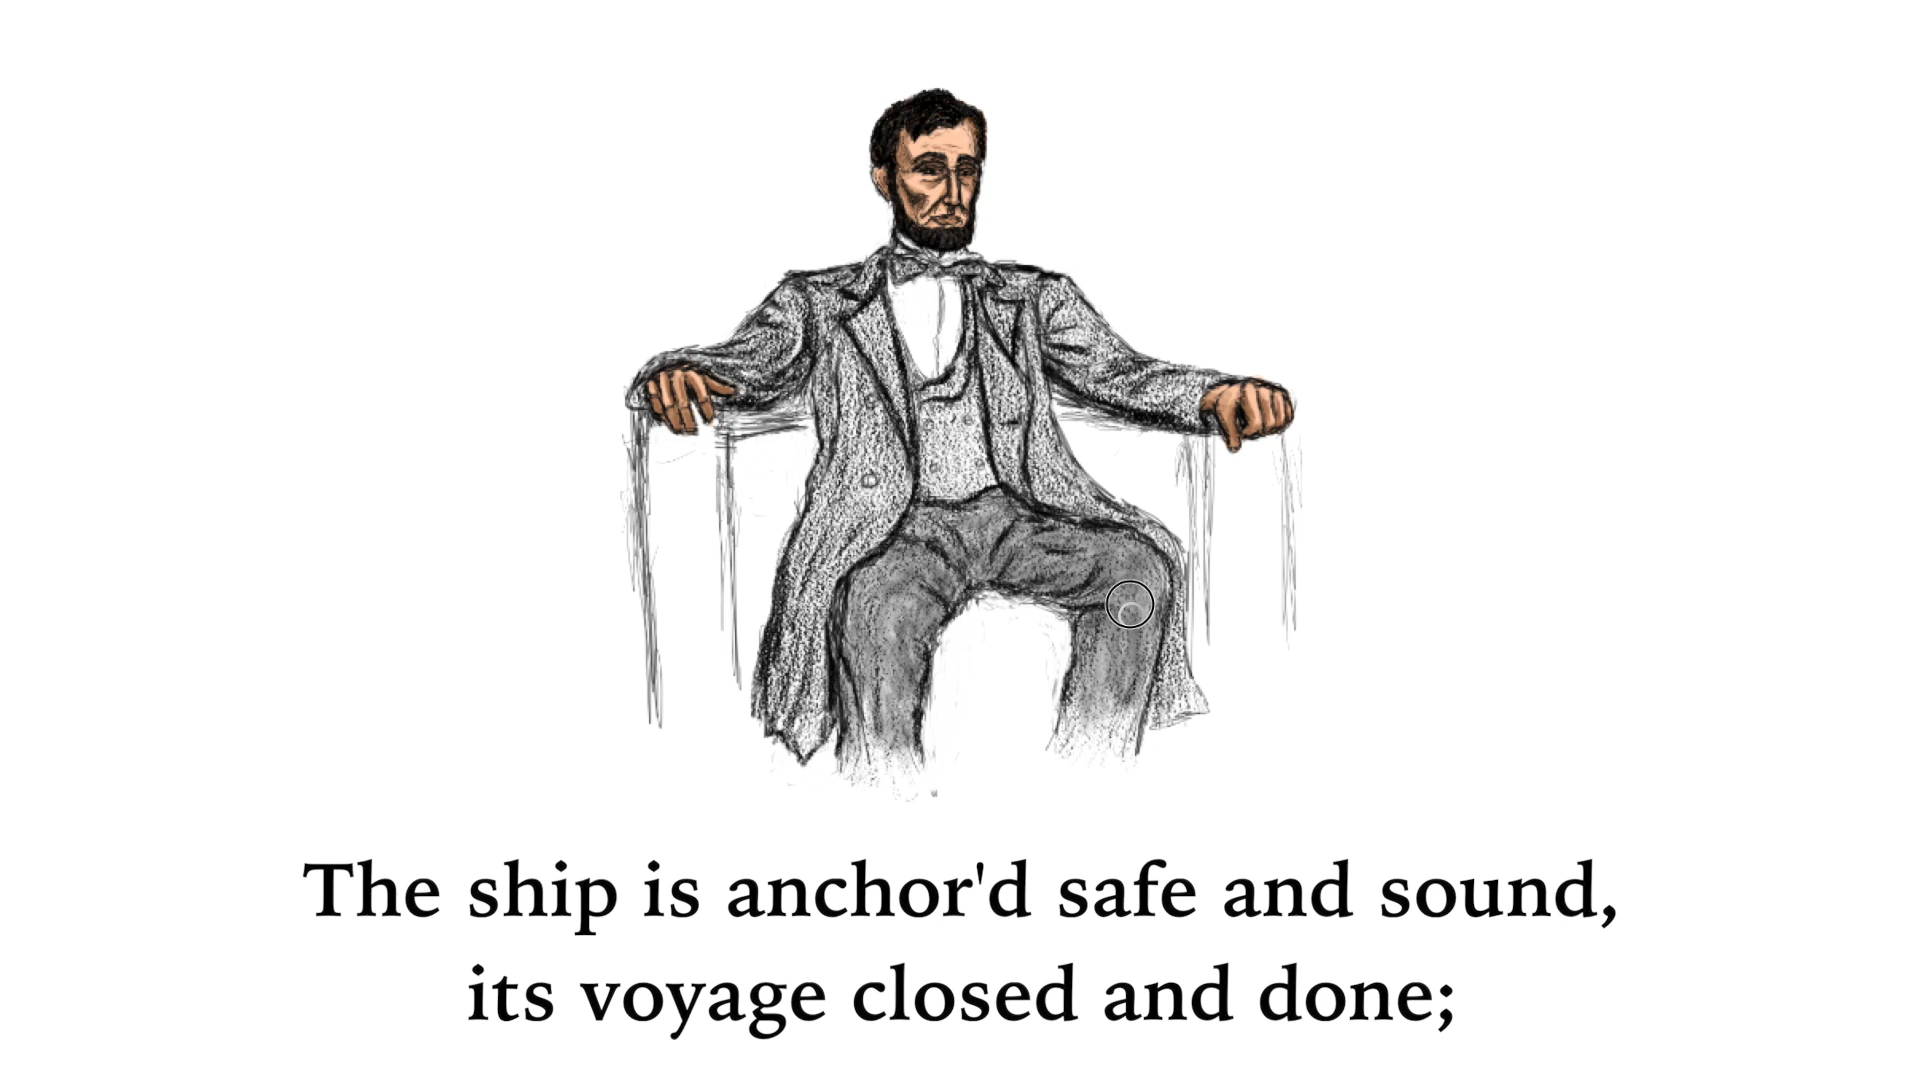 The ship is anchor'd safe and sound,
its voyage closed and done;